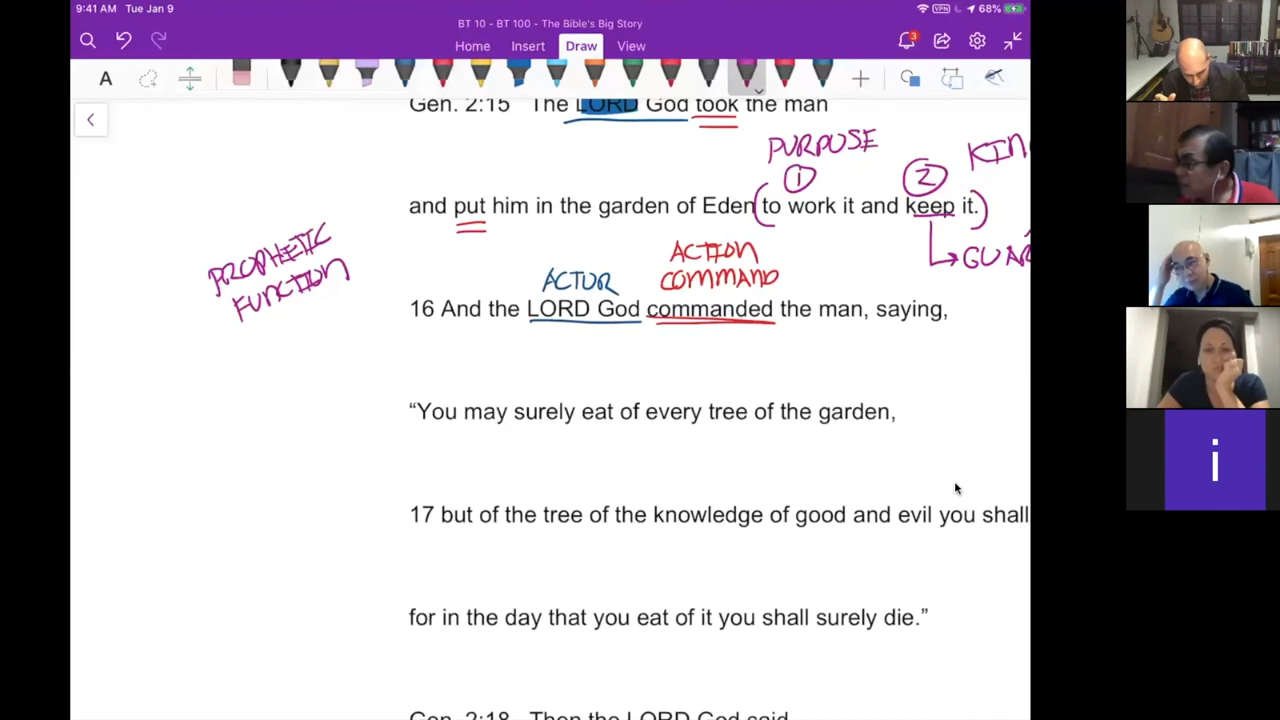 9:41 AM Tue Jan 9
VPN 68%
BT 10 - BT 100 - The Bible's Big Story
Home Insert Draw View
3
A
Gen. 2:15 The LORD God took the man
PURPOSE
1 2
and put him in the garden of Eden (to work it and keep it.)
PROPHETIC
FUNCTION
ACTOR
ACTION
COMMAND
16 And the LORD God commanded the man, saying,
“You may surely eat of every tree of the garden,
17 but of the tree of the knowledge of good and evil you shall
for in the day that you eat of it you shall surely die.”
Gen. 2:18 Then the LORD God said
i